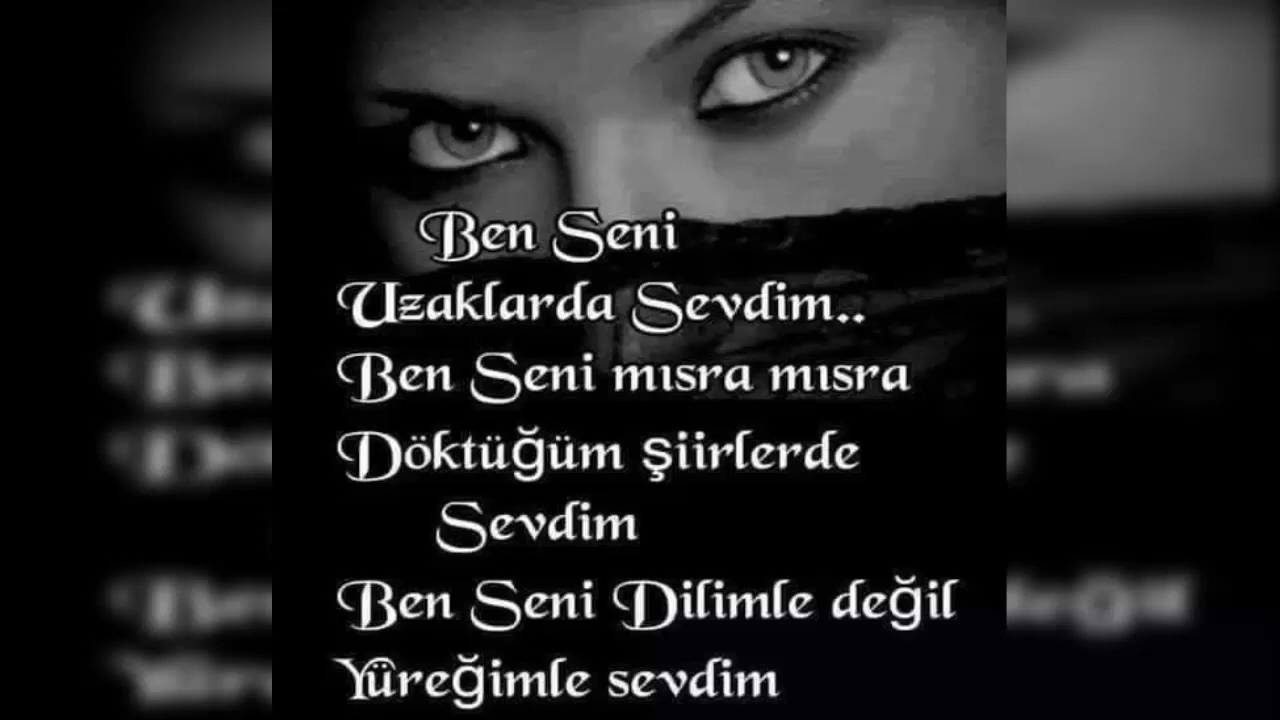 Ben Seni
Uzaklarda Sevdim..
Ben Seni mısra mısra
Döktüğüm şiirlerde
Sevdim
Ben Seni Dilimle değil
Yüreğimle sevdim